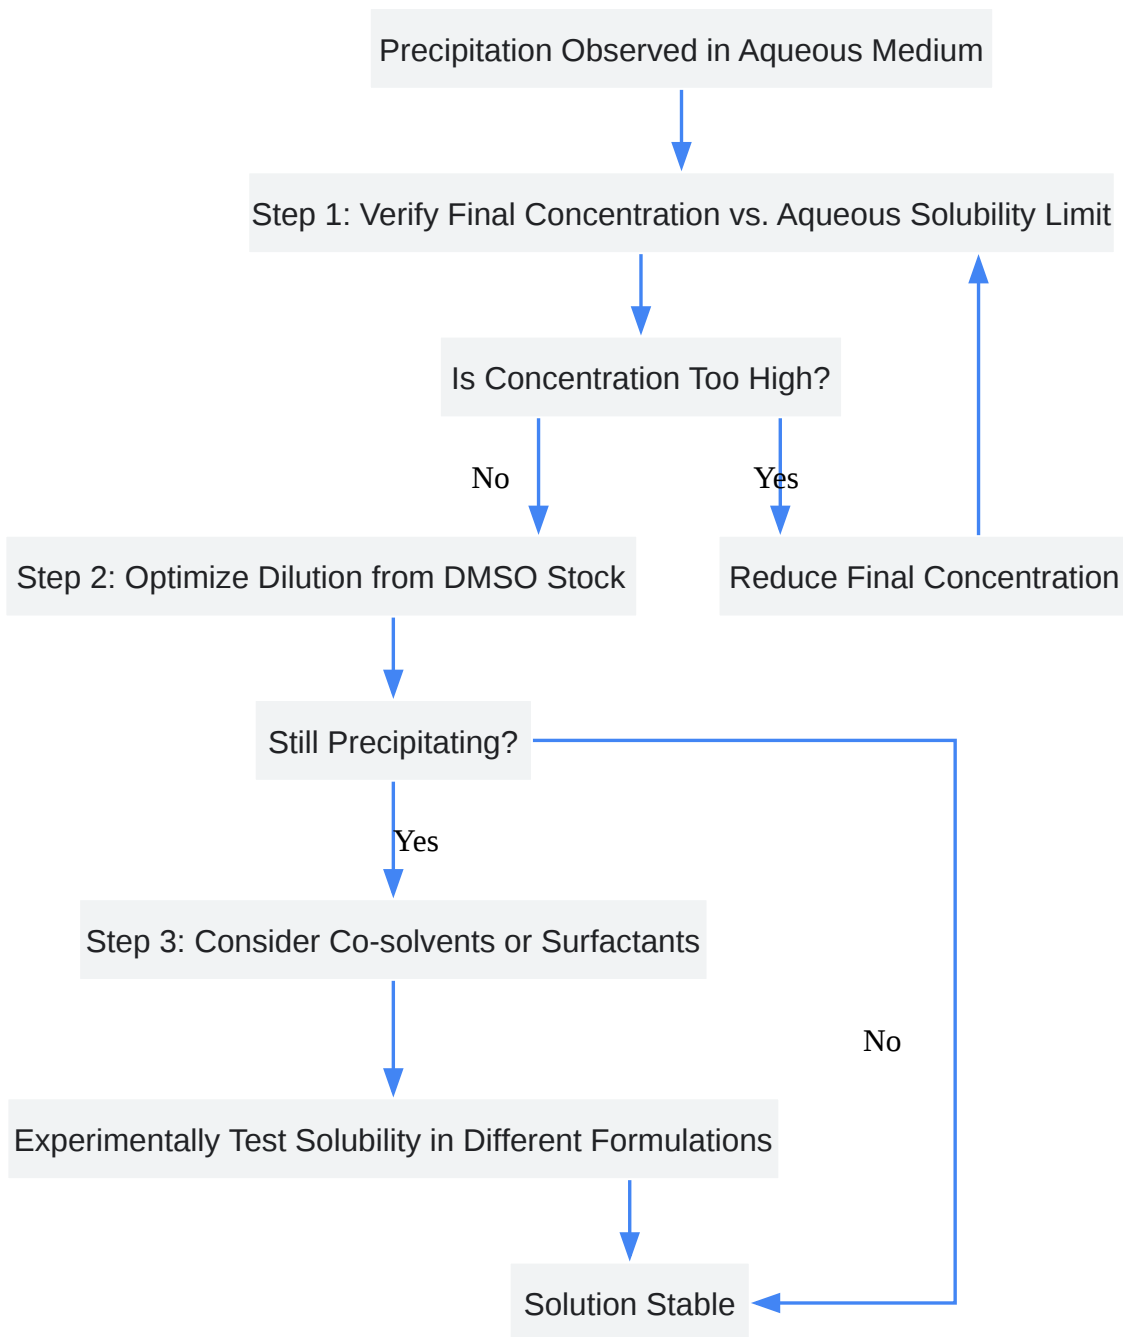 Precipitation Observed in Aqueous Medium
Step 1: Verify Final Concentration vs. Aqueous Solubility Limit
Is Concentration Too High?
No
Yes
Step 2: Optimize Dilution from DMSO Stock
Reduce Final Concentration
Still Precipitating?
Yes
Step 3: Consider Co-solvents or Surfactants
No
Experimentally Test Solubility in Different Formulations
Solution Stable